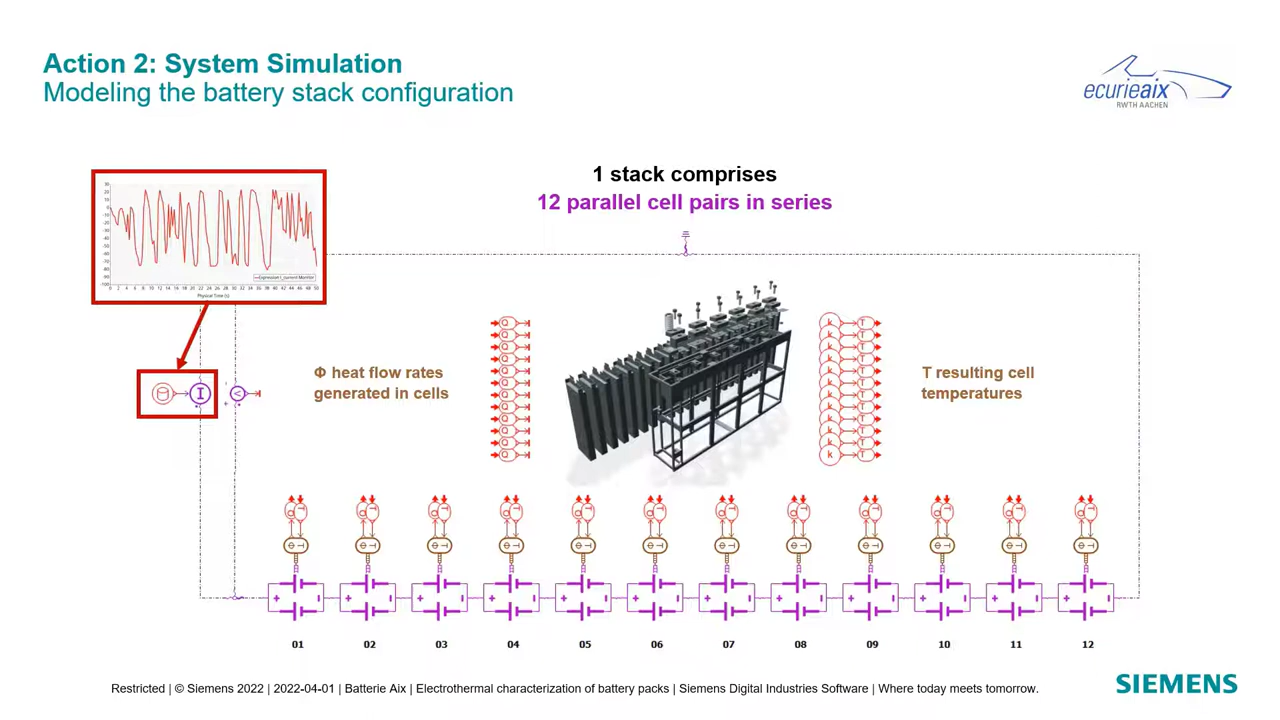 Action 2: System Simulation
Modeling the battery stack configuration
ecurieaix
RWTH AACHEN
1 stack comprises
12 parallel cell pairs in series
Physical Time (s)
Φ heat flow rates
generated in cells
T resulting cell
temperatures
01 02 03 04 05 06 07 08 09 10 11 12
Restricted | © Siemens 2022 | 2022-04-01 | Batterie Aix | Electrothermal characterization of battery packs | Siemens Digital Industries Software | Where today meets tomorrow.
SIEMENS